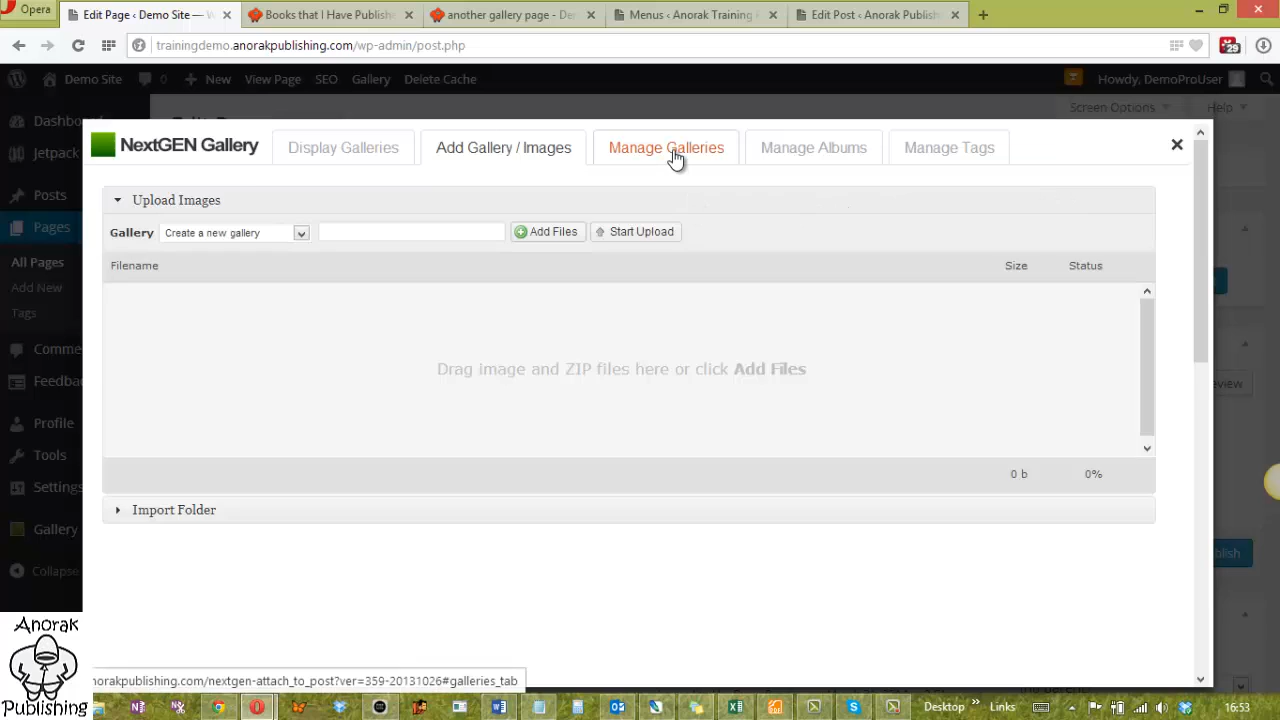 Opera
Edit Page ‹ Demo Site —
Books that I Have Publishe
another gallery page - De
Menus ‹ Anorak Training
Edit Post ‹ Anorak Publish
trainingdemo.anorakpublishing.com/wp-admin/post.php
29
Demo Site
New
View Page
SEO
Gallery
Delete Cache
Howdy, DemoProUser
Screen Options
Help
Dashbo
Jetpack
Posts
Pages
All Pages
Add New
Tags
Comme
Feedbac
Profile
Tools
Settings
Gallery
Collapse
NextGEN Gallery
Display Galleries
Add Gallery / Images
Manage Galleries
Manage Albums
Manage Tags
Upload Images
Gallery
Create a new gallery
Add Files
Start Upload
Filename
Size
Status
Drag image and ZIP files here or click Add Files
0 b
0%
Import Folder
eview
blish
Anorak
Publishing
norakpublishing.com/nextgen-attach_to_post?ver=359-20131026#galleries_tab
Desktop
Links
16:53